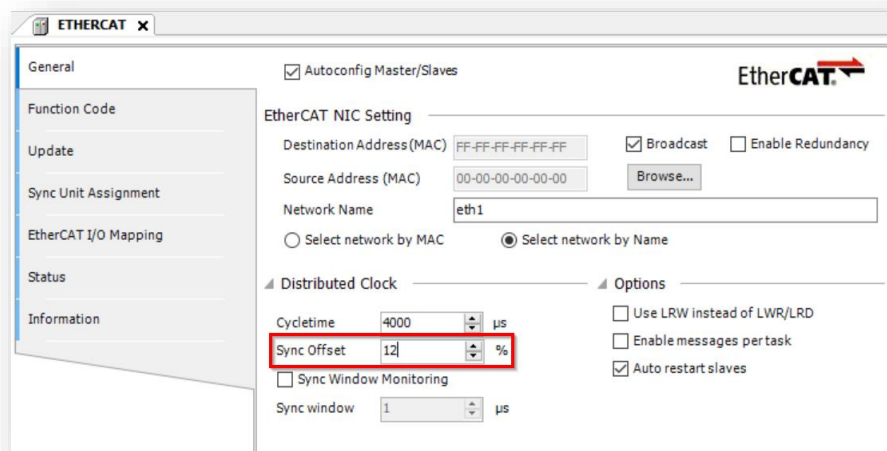 ETHERCAT
General
Function Code
Update
Sync Unit Assignment
EtherCAT I/O Mapping
Status
Information
Autoconfig Master/Slaves
EtherCAT.
EtherCAT NIC Setting
Destination Address (MAC) FF-FF-FF-FF-FF-FF Broadcast Enable Redundancy
Source Address (MAC) 00-00-00-00-00-00 Browse...
Network Name eth1
Select network by MAC Select network by Name
Distributed Clock Options
Cycletime 4000 µs Use LRW instead of LWR/LRD
Sync Offset 12 % Enable messages per task
Sync Window Monitoring Auto restart slaves
Sync window 1 µs